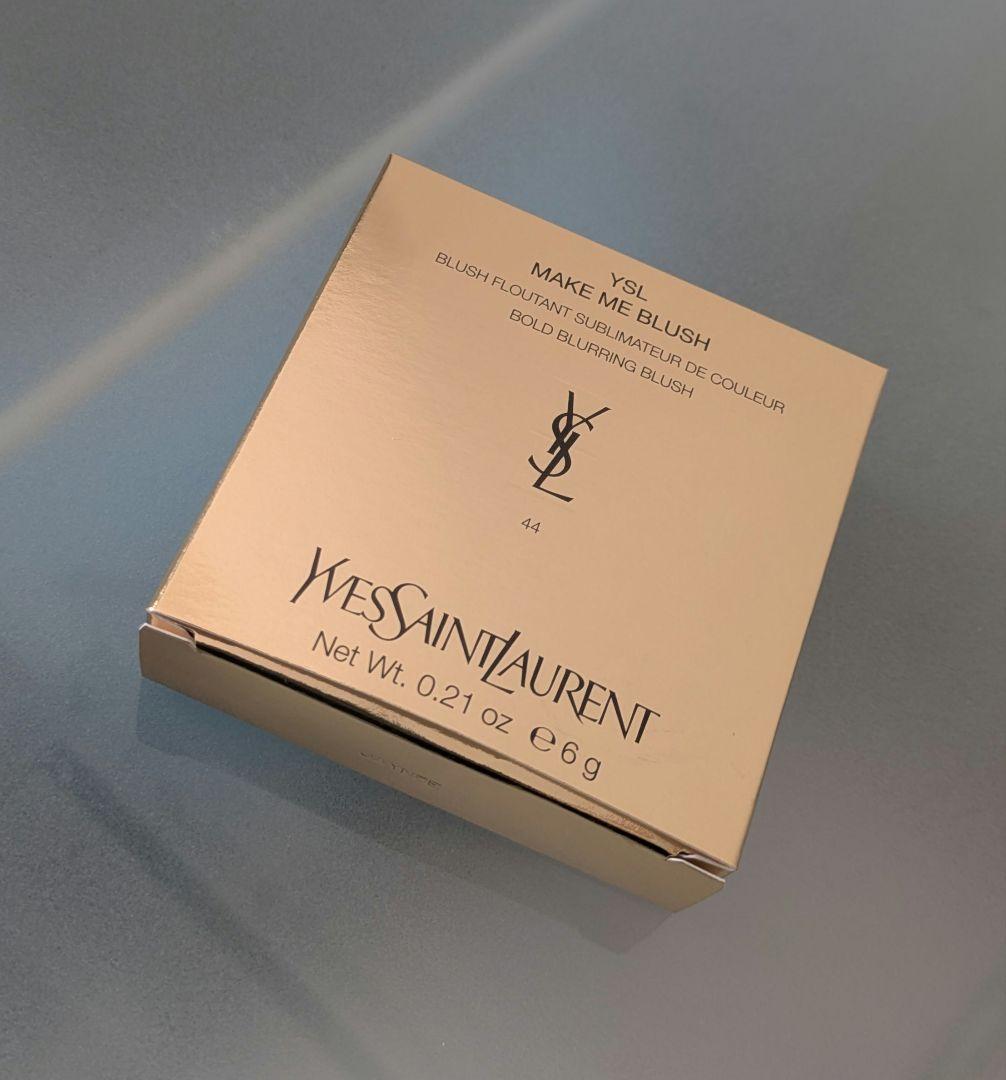 YSL
MAKE ME BLUSH
BLUSH FLOUTANT SUBLIMATEUR DE COULEUR
BOLD BLURRING BLUSH
YSL
44
YVESSAINTLAURENT
Net Wt. 0.21 oz ℮ 6 g